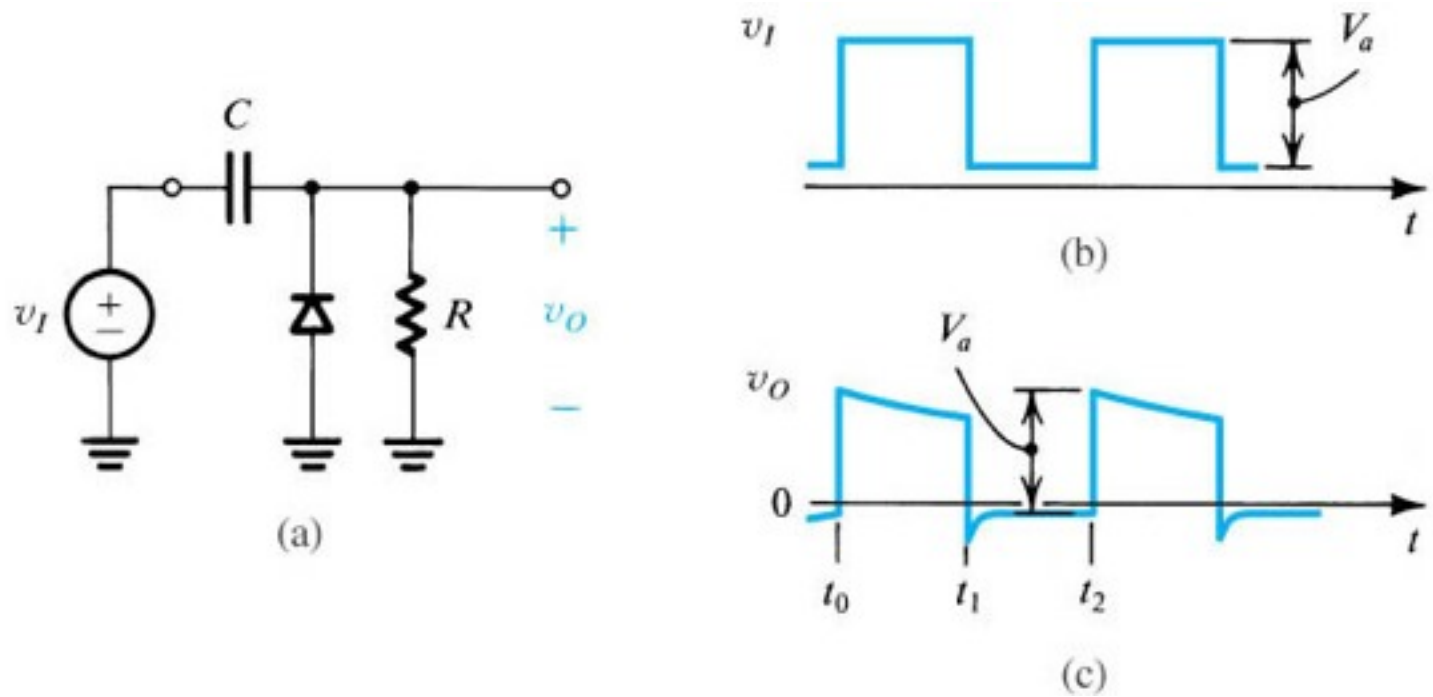 C
v_I
+
−
R
+
v_O
−
(a)
v_I
V_a
t
(b)
V_a
v_O
0
t
t_0
t_1
t_2
(c)